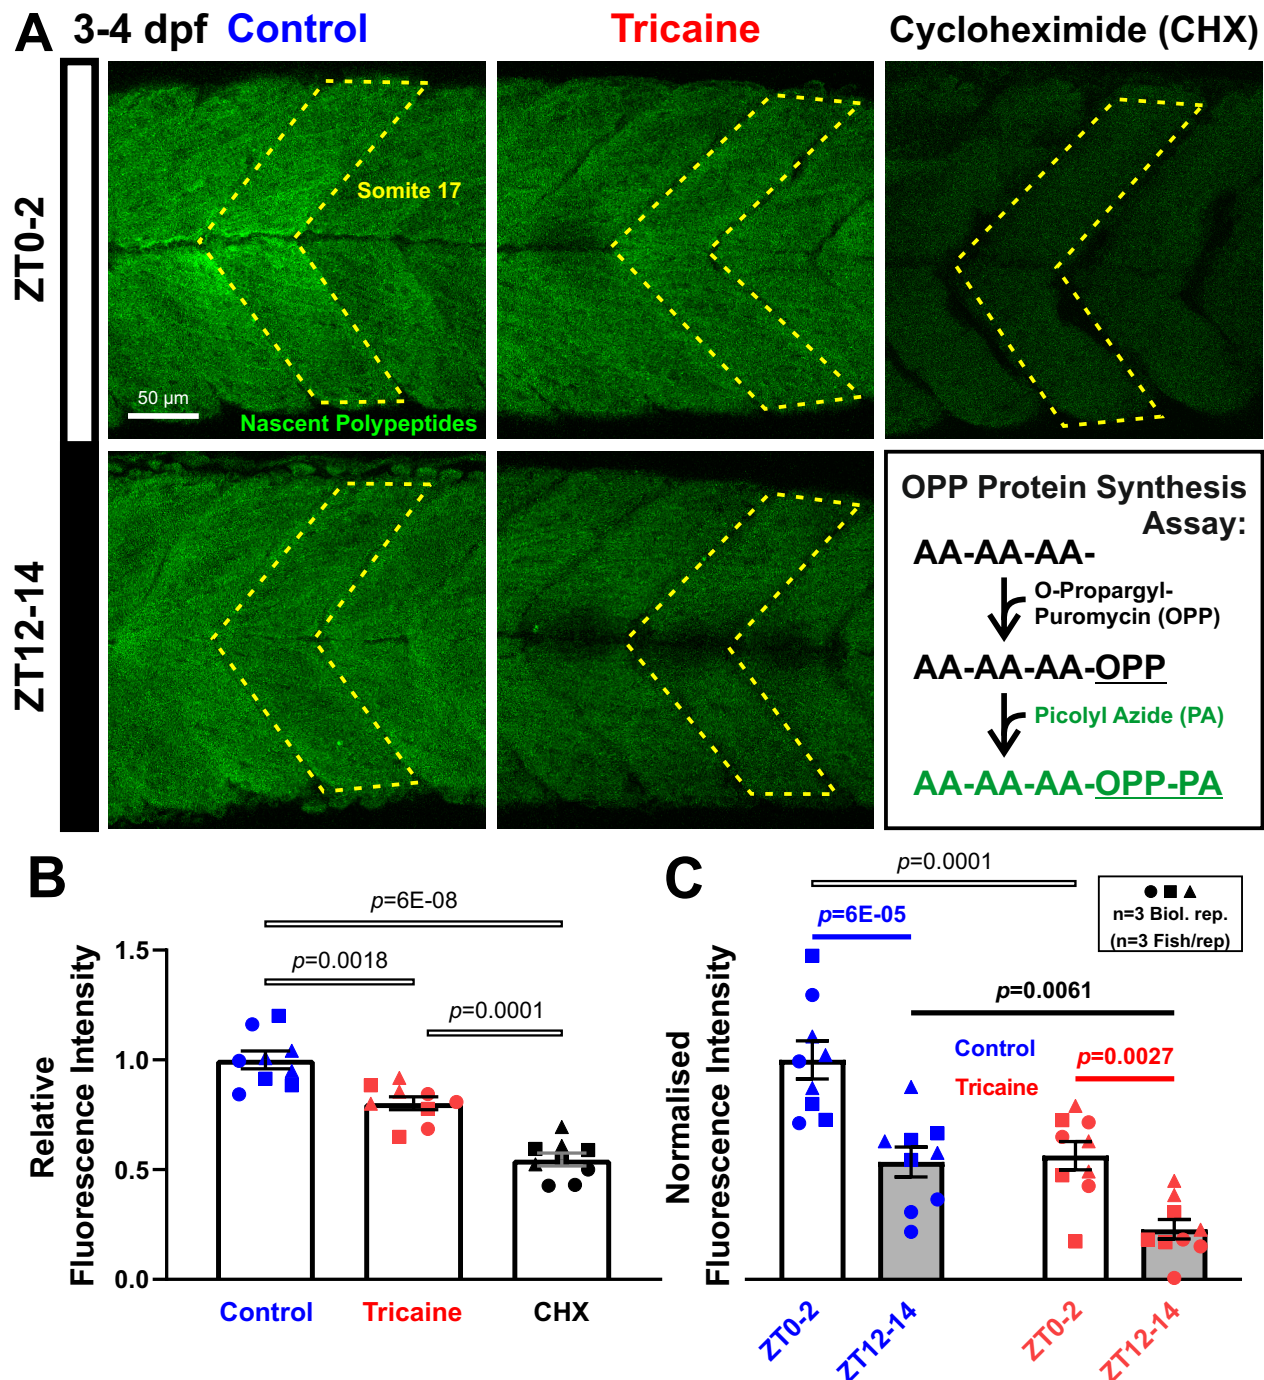 A 3-4 dpf Control Tricaine Cycloheximide (CHX)
ZT0-2
Somite 17
50 µm
Nascent Polypeptides
ZT12-14
OPP Protein Synthesis
Assay:
AA-AA-AA-
O-Propargyl-
Puromycin (OPP)
AA-AA-AA-OPP
Picolyl Azide (PA)
AA-AA-AA-OPP-PA
B
Relative
Fluorescence Intensity
p=6E-08
p=0.0018
p=0.0001
1.5
1.0
0.5
0.0
Control Tricaine CHX
C
Normalised
Fluorescence Intensity
p=0.0001
p=6E-05
p=0.0061
p=0.0027
n=3 Biol. rep.
(n=3 Fish/rep)
Control
Tricaine
ZT0-2 ZT12-14 ZT0-2 ZT12-14